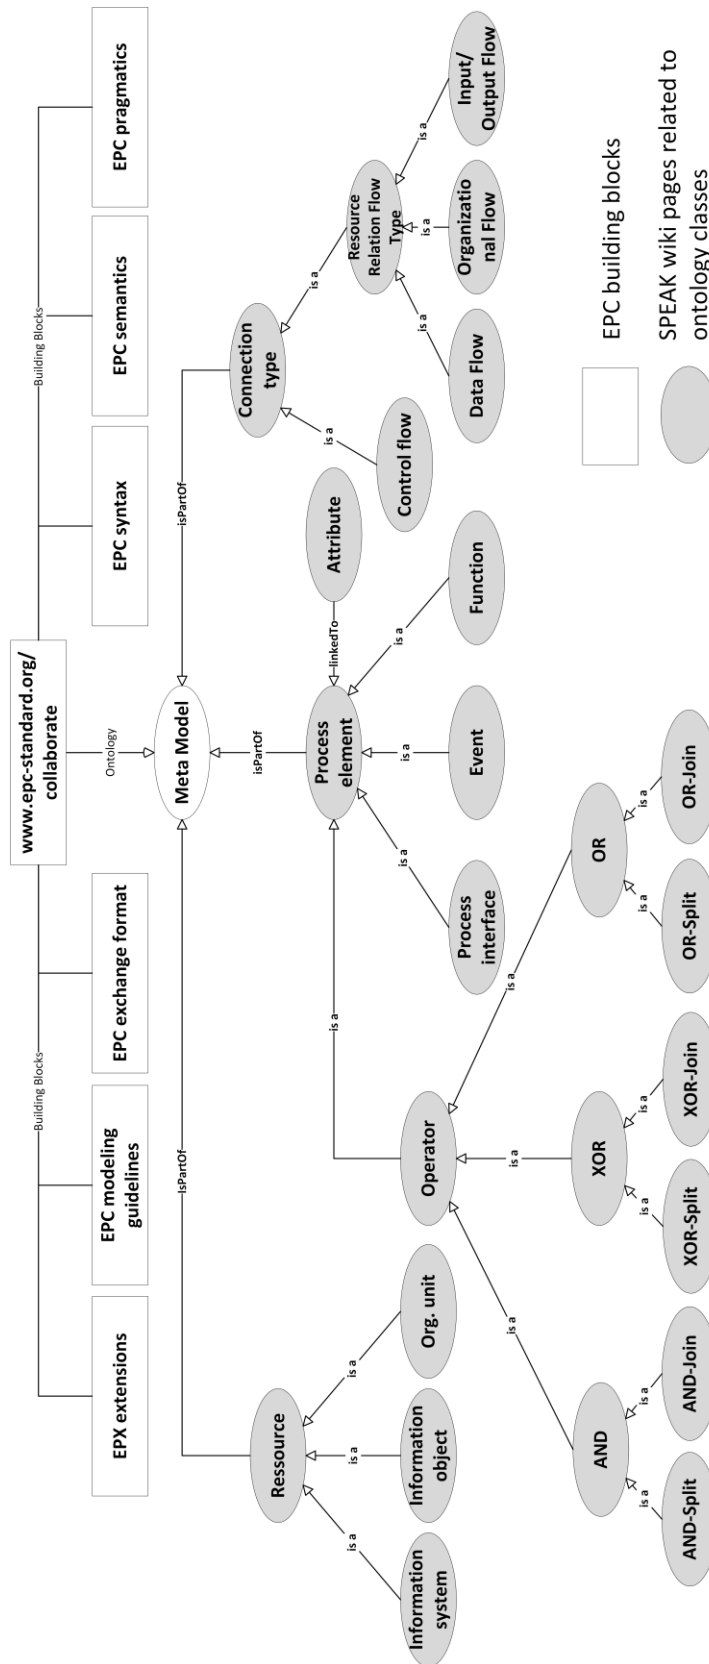 www.epc-standard.org/
collaborate
Building Blocks
Ontology
Building Blocks
EPX extensions
EPC modeling
guidelines
EPC exchange format
EPC syntax
EPC semantics
EPC pragmatics
IsPartOf
Meta Model
isPartOf
isPartOf
Ressource
Process
element
linkedTo
Attribute
Connection
type
is a
is a
is a
is a
is a
is a
is a
is a
is a
Information
system
Information
object
Org. unit
Operator
Process
interface
Event
Function
Control flow
Resource
Relation Flow
Type
is a
is a
is a
is a
is a
is a
Data Flow
Organizatio
nal Flow
Input/
Output Flow
AND
XOR
OR
is a
is a
is a
is a
is a
is a
AND-Split
AND-Join
XOR-Split
XOR-Join
OR-Split
OR-Join
EPC building blocks
SPEAK wiki pages related to
ontology classes